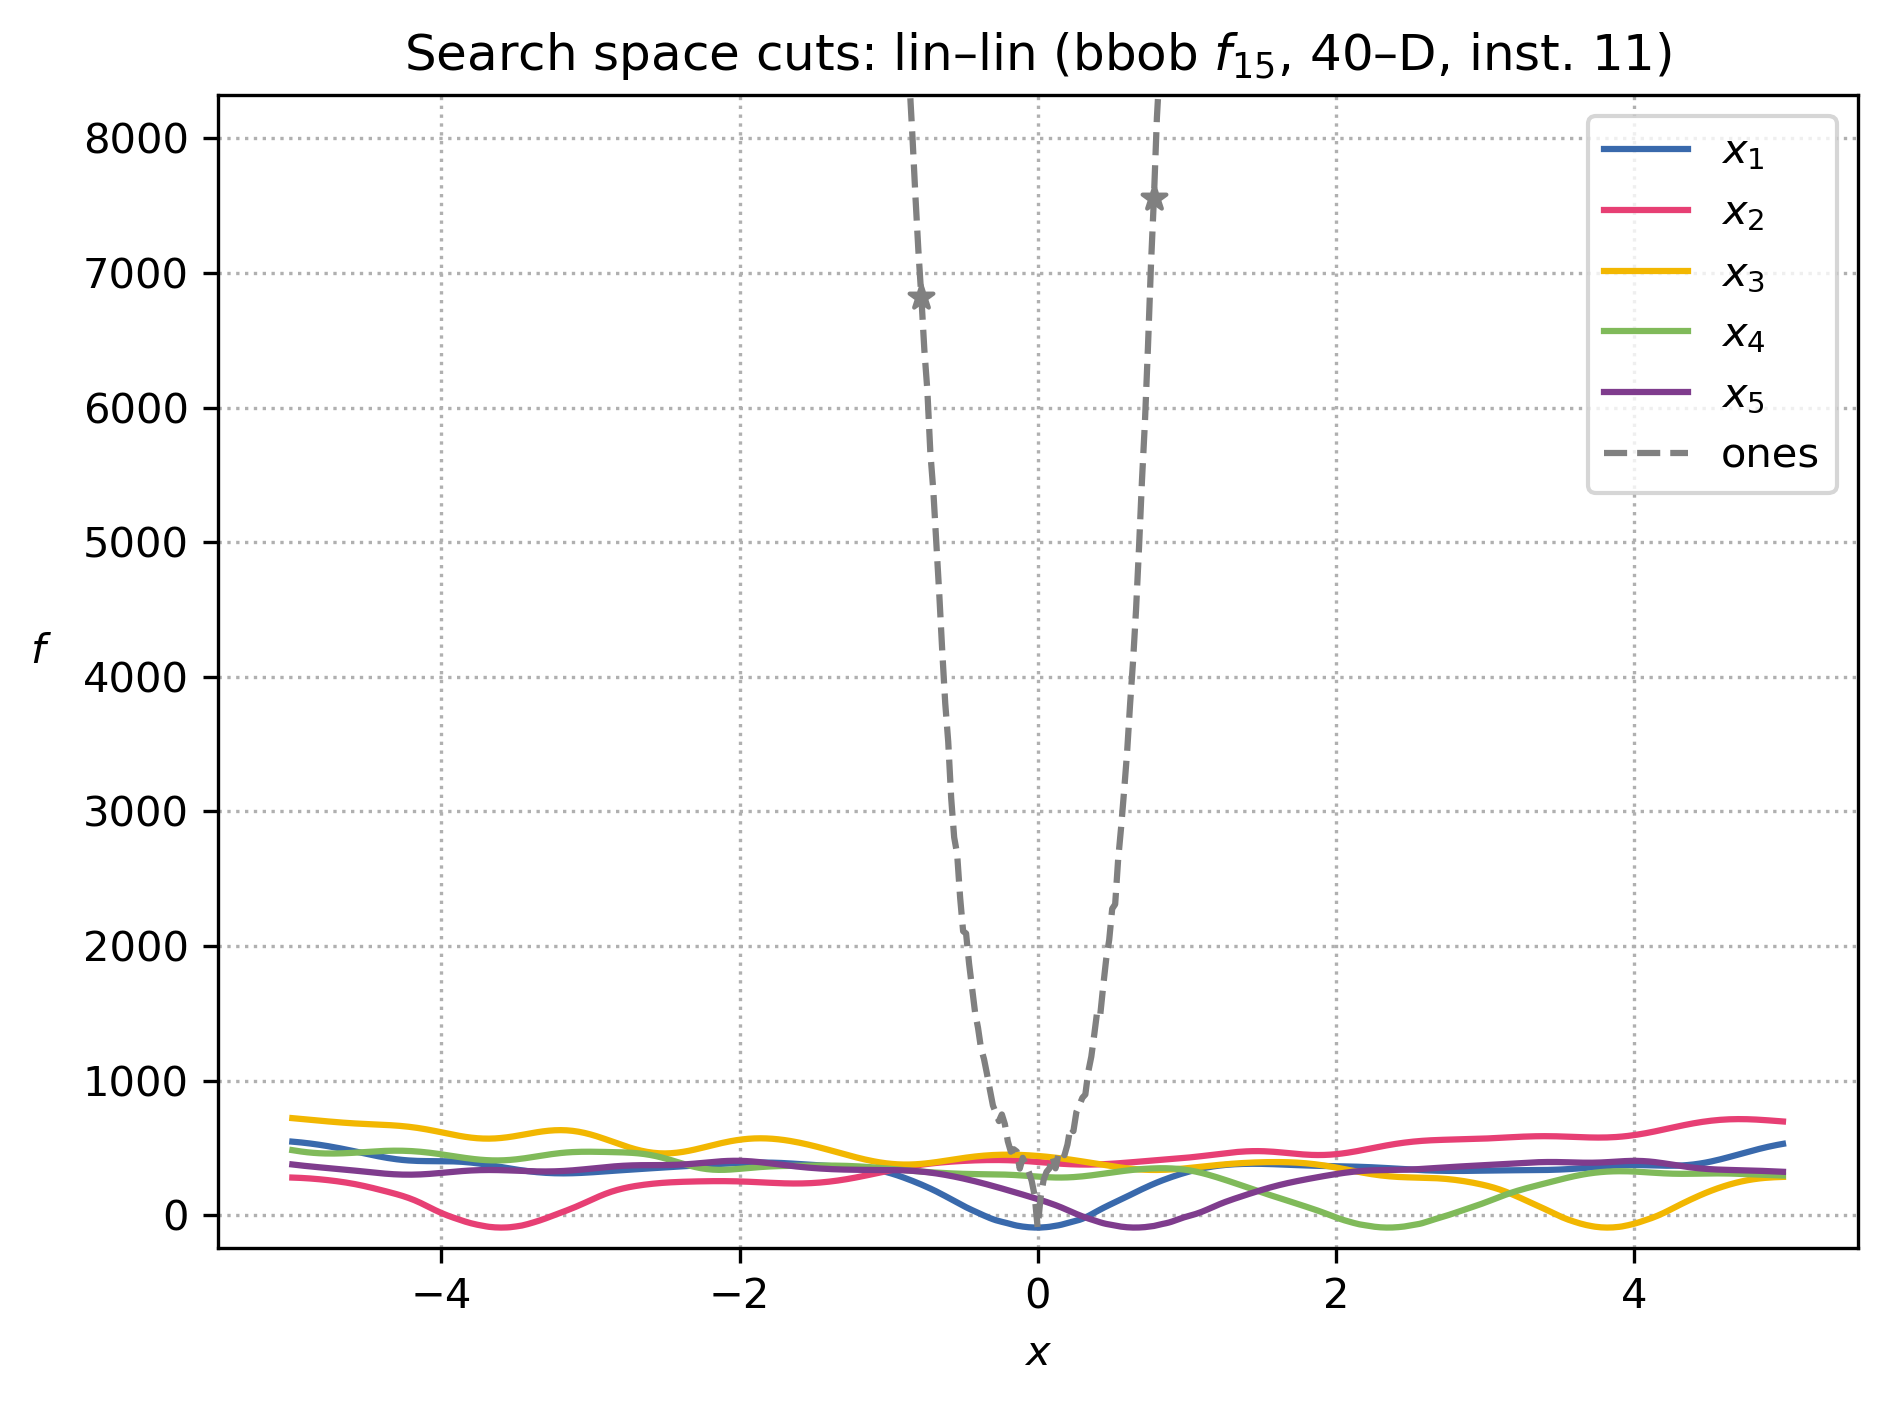 Search space cuts: lin–lin (bbob f₁₅, 40–D, inst. 11)
8000
7000
6000
5000
4000
3000
2000
1000
0
f
−4 −2 0 2 4
x
x₁
x₂
x₃
x₄
x₅
ones